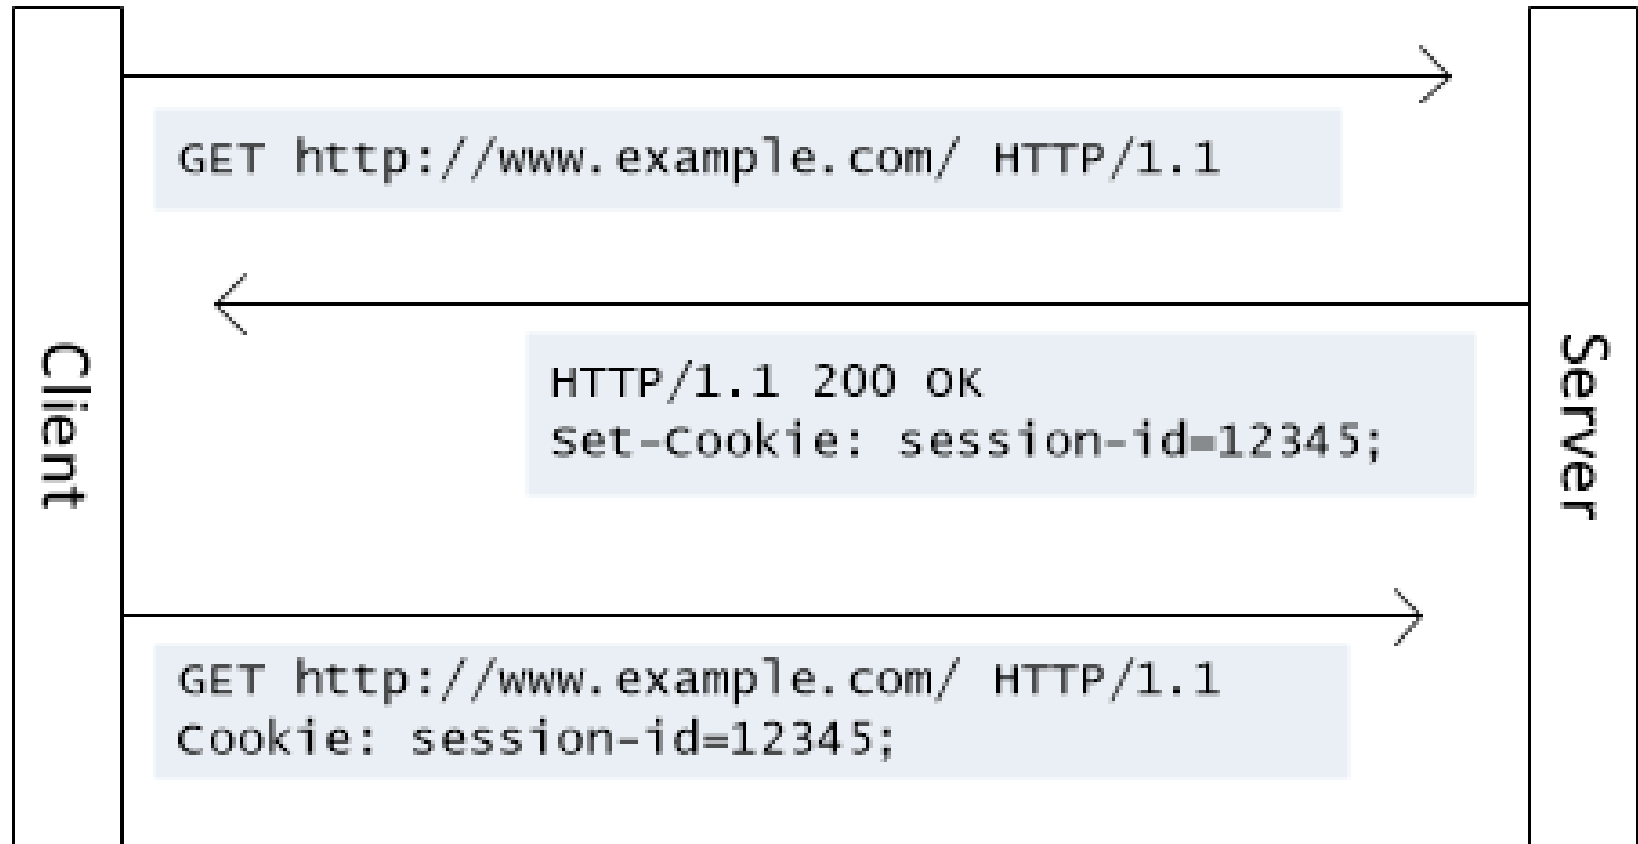 GET http://www.example.com/ HTTP/1.1
HTTP/1.1 200 OK
Set-Cookie: session-id=12345;
Client
Server
GET http://www.example.com/ HTTP/1.1
Cookie: session-id=12345;